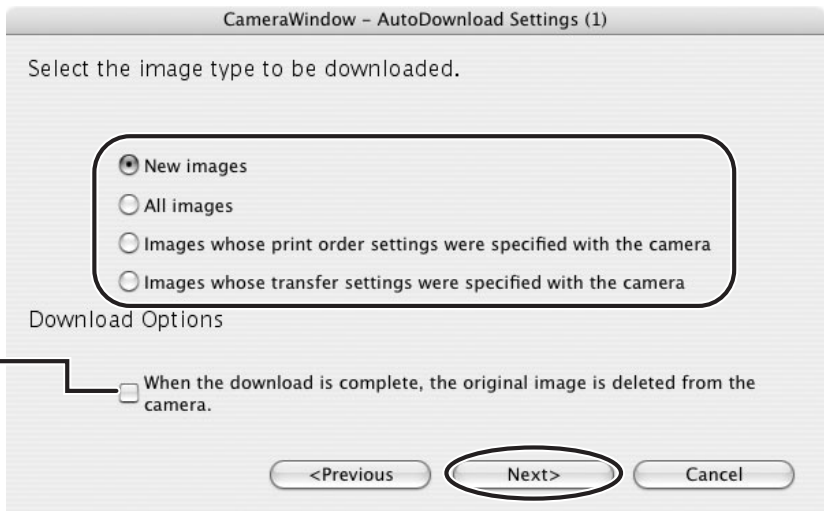 CameraWindow – AutoDownload Settings (1)
Select the image type to be downloaded.
New images
All images
Images whose print order settings were specified with the camera
Images whose transfer settings were specified with the camera
Download Options
When the download is complete, the original image is deleted from the
camera.
<Previous
Next>
Cancel